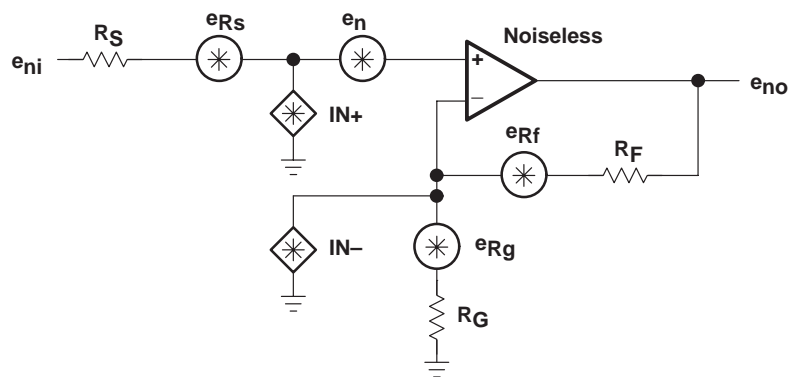 eni
RS
eRs
en
Noiseless
+
−
eno
IN+
eRf
RF
IN–
eRg
RG